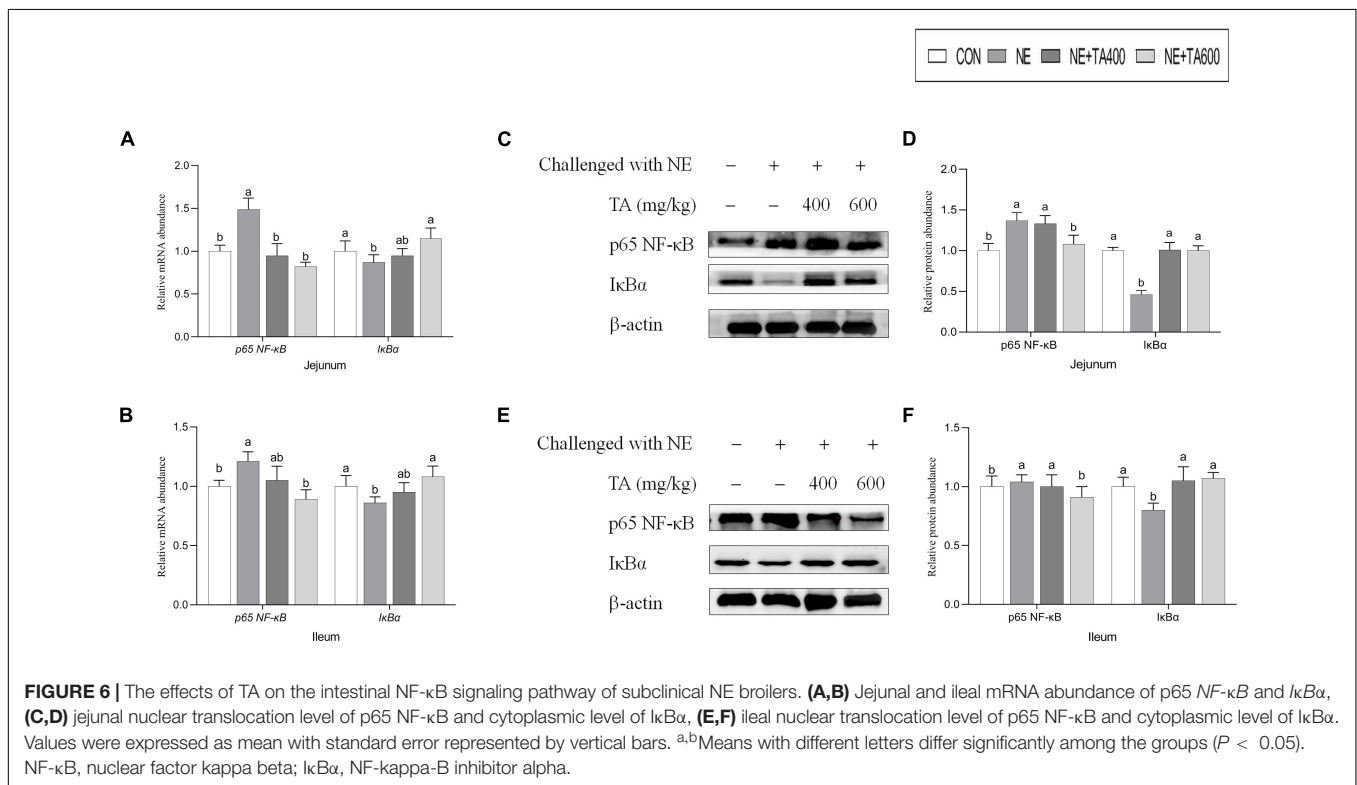 CON NE NE+TA400 NE+TA600
A
2.0
1.5
1.0
0.5
0.0
Relative mRNA abundance
b a b b a b ab a
p65 NF-κB IκBα
Jejunum
C
Challenged with NE − + + +
TA (mg/kg) − − 400 600
p65 NF-κB
IκBα
β-actin
D
2.0
1.5
1.0
0.5
0.0
Relative protein abundance
b a a b a b a a
p65 NF-κB IκBα
Jejunum
B
1.5
1.0
0.5
0.0
Relative mRNA abundance
b a ab b a b ab a
p65 NF-κB IκBα
Ileum
E
Challenged with NE − + + +
TA (mg/kg) − − 400 600
p65 NF-κB
IκBα
β-actin
F
1.5
1.0
0.5
0.0
Relative protein abundance
b a a b a b a a
p65 NF-κB IκBα
Ileum
FIGURE 6 | The effects of TA on the intestinal NF-κB signaling pathway of subclinical NE broilers. (A,B) Jejunal and ileal mRNA abundance of p65 NF-κB and IκBα,
(C,D) jejunal nuclear translocation level of p65 NF-κB and cytoplasmic level of IκBα, (E,F) ileal nuclear translocation level of p65 NF-κB and cytoplasmic level of IκBα.
Values were expressed as mean with standard error represented by vertical bars. a,bMeans with different letters differ significantly among the groups (P < 0.05).
NF-κB, nuclear factor kappa beta; IκBα, NF-kappa-B inhibitor alpha.